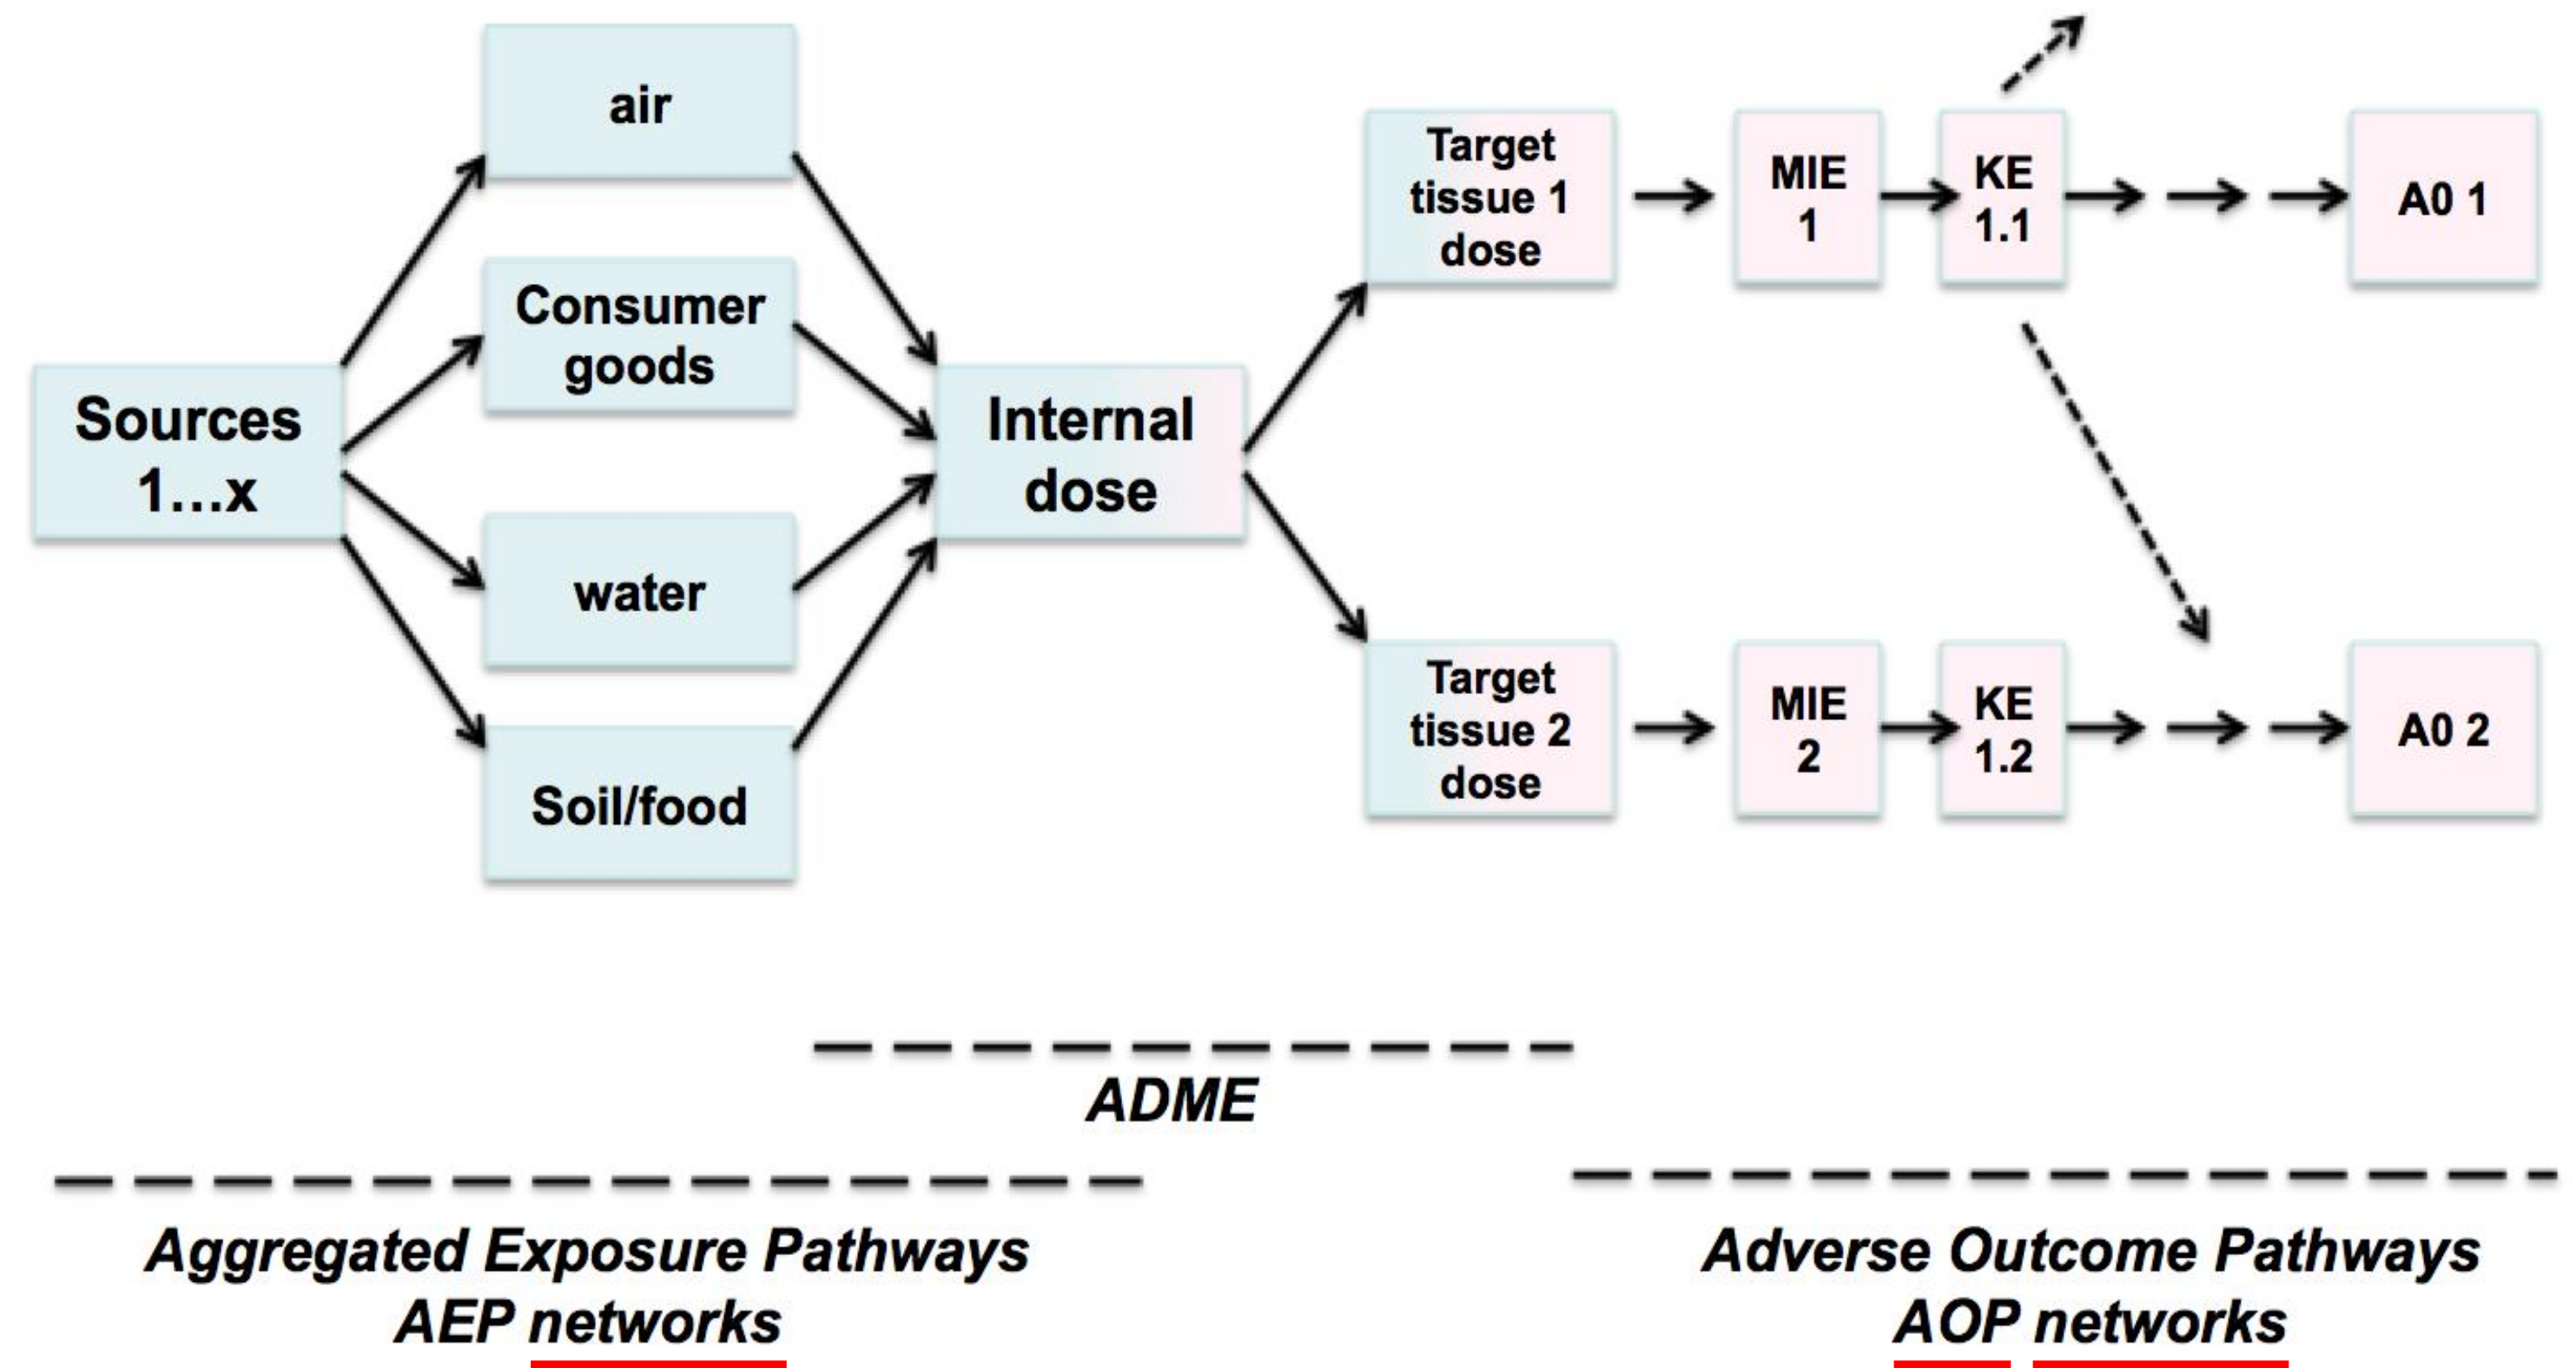 air
Consumer
goods
Sources
1...x
water
Soil/food
Internal
dose
Target
tissue 1
dose
MIE
1
KE
1.1
A0 1
Target
tissue 2
dose
MIE
2
KE
1.2
A0 2
ADME
Aggregated Exposure Pathways
AEP networks
Adverse Outcome Pathways
AOP networks